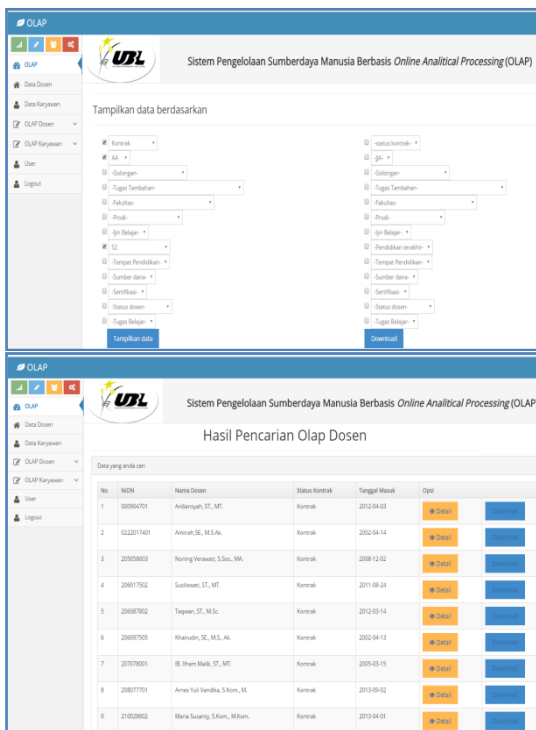 OLAP
UBL
Sistem Pengelolaan Sumberdaya Manusia Berbasis Online Analitical Processing (OLAP)
OLAP
Data Dosen
Data Karyawan
OLAP Dosen
OLAP Karyawan
User
Logout
Tampilkan data berdasarkan
Kontrak
AA
-Golongan-
-Tugas Tambahan-
-Fakultas-
-Prodi-
-Ijin Belajar-
S2
-Tempat Pendidikan-
-Sumber dana-
-Sertifikasi-
-Status dosen-
-Tugas Belajar-
Tampilkan data
-status kontrak-
-JJA-
-Golongan-
-Tugas Tambahan-
-Fakultas-
-Prodi-
-Ijin Belajar-
-Pendidikan terakhir-
-Tempat Pendidikan-
-Sumber dana-
-Sertifikasi-
-Status dosen-
-Tugas Belajar-
Download
OLAP
UBL
Sistem Pengelolaan Sumberdaya Manusia Berbasis Online Analitical Processing (OLAP
OLAP
Data Dosen
Data Karyawan
OLAP Dosen
OLAP Karyawan
User
Logout
Hasil Pencarian Olap Dosen
Data yang anda cari
No NIDN Nama Dosen Status Kontrak Tanggal Masuk Opsi
1 000004701 Ardiansyah, ST., MT. Kontrak 2012-04-03 Detail Download
2 0222017401 Aminah,SE., M.S.Ak. Kontrak 2002-04-14 Detail Download
3 205058603 Noning Verawati, S.Sos., MA. Kontrak 2008-12-02 Detail Download
4 206017502 Susilowati, ST., MT. Kontrak 2011-08-24 Detail Download
5 206087802 Taqwan, ST., M.Sc. Kontrak 2012-03-14 Detail Download
6 206097505 Khairudin, SE., M.S., Ak. Kontrak 2002-04-13 Detail Download
7 207078001 IB. Ilham Malik, ST., MT. Kontrak 2005-03-15 Detail Download
8 208077701 Arnes Yuli Vandika, S.Kom., M. Kontrak 2013-09-02 Detail Download
9 210028602 Maria Susanty, S.Kom., M.Kom. Kontrak 2013-04-01 Detail Download